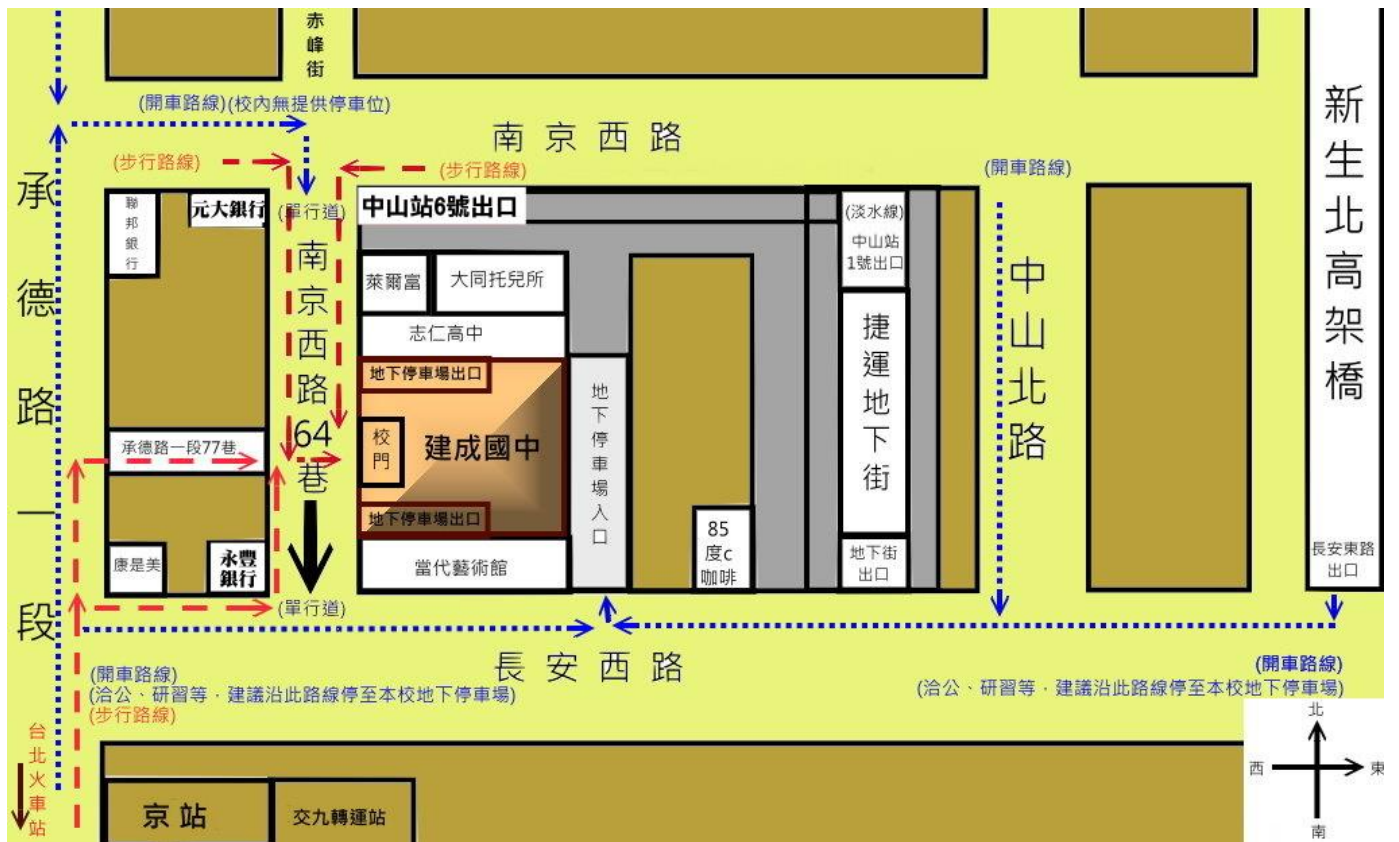 赤峰街
(開車路線)(校內無提供停車位)
南京西路
(步行路線)
(步行路線)
(開車路線)
新生北高架橋
承德路一段
聯邦銀行
元大銀行
(單行道)
中山站6號出口
(淡水線)
中山站
1號出口
南京西路64巷
萊爾富
大同托兒所
志仁高中
地下停車場出口
校門
建成國中
地下停車場出口
當代藝術館
地下停車場入口
捷運地下街
中山北路
承德路一段77巷
康是美
永豐
銀行
85
度c
咖啡
地下街
出口
長安東路
出口
(單行道)
長安西路
(開車路線)
(洽公、研習等，建議沿此路線停至本校地下停車場)
(步行路線)
(開車路線)
(洽公、研習等，建議沿此路線停至本校地下停車場)
台北火車站
京站
交九轉運站
北
西
東
南